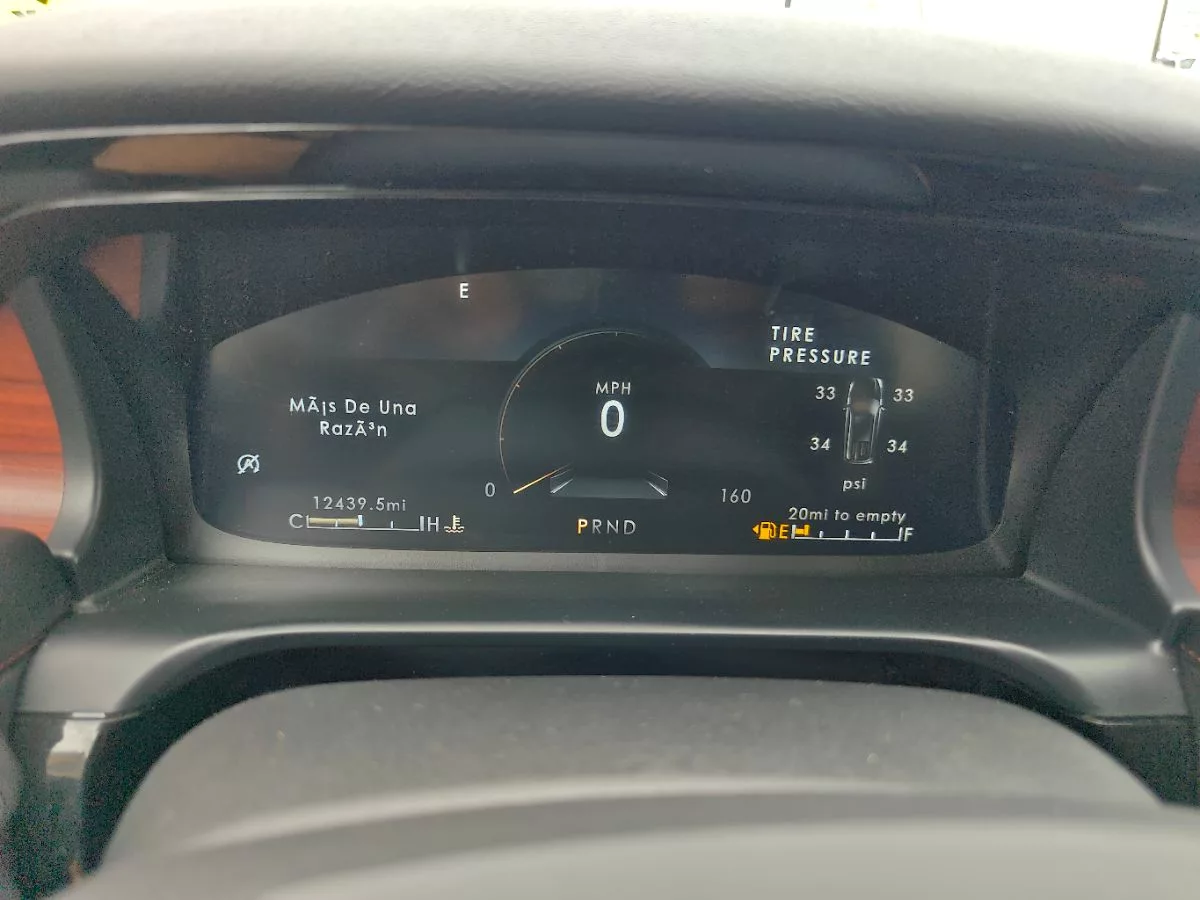 E
TIRE
PRESSURE
33 33
34 34
psi
MÃ¡s De Una
RazÃ³n
MPH
0
0
160
12439.5mi
C H
PRND
20mi to empty
E F